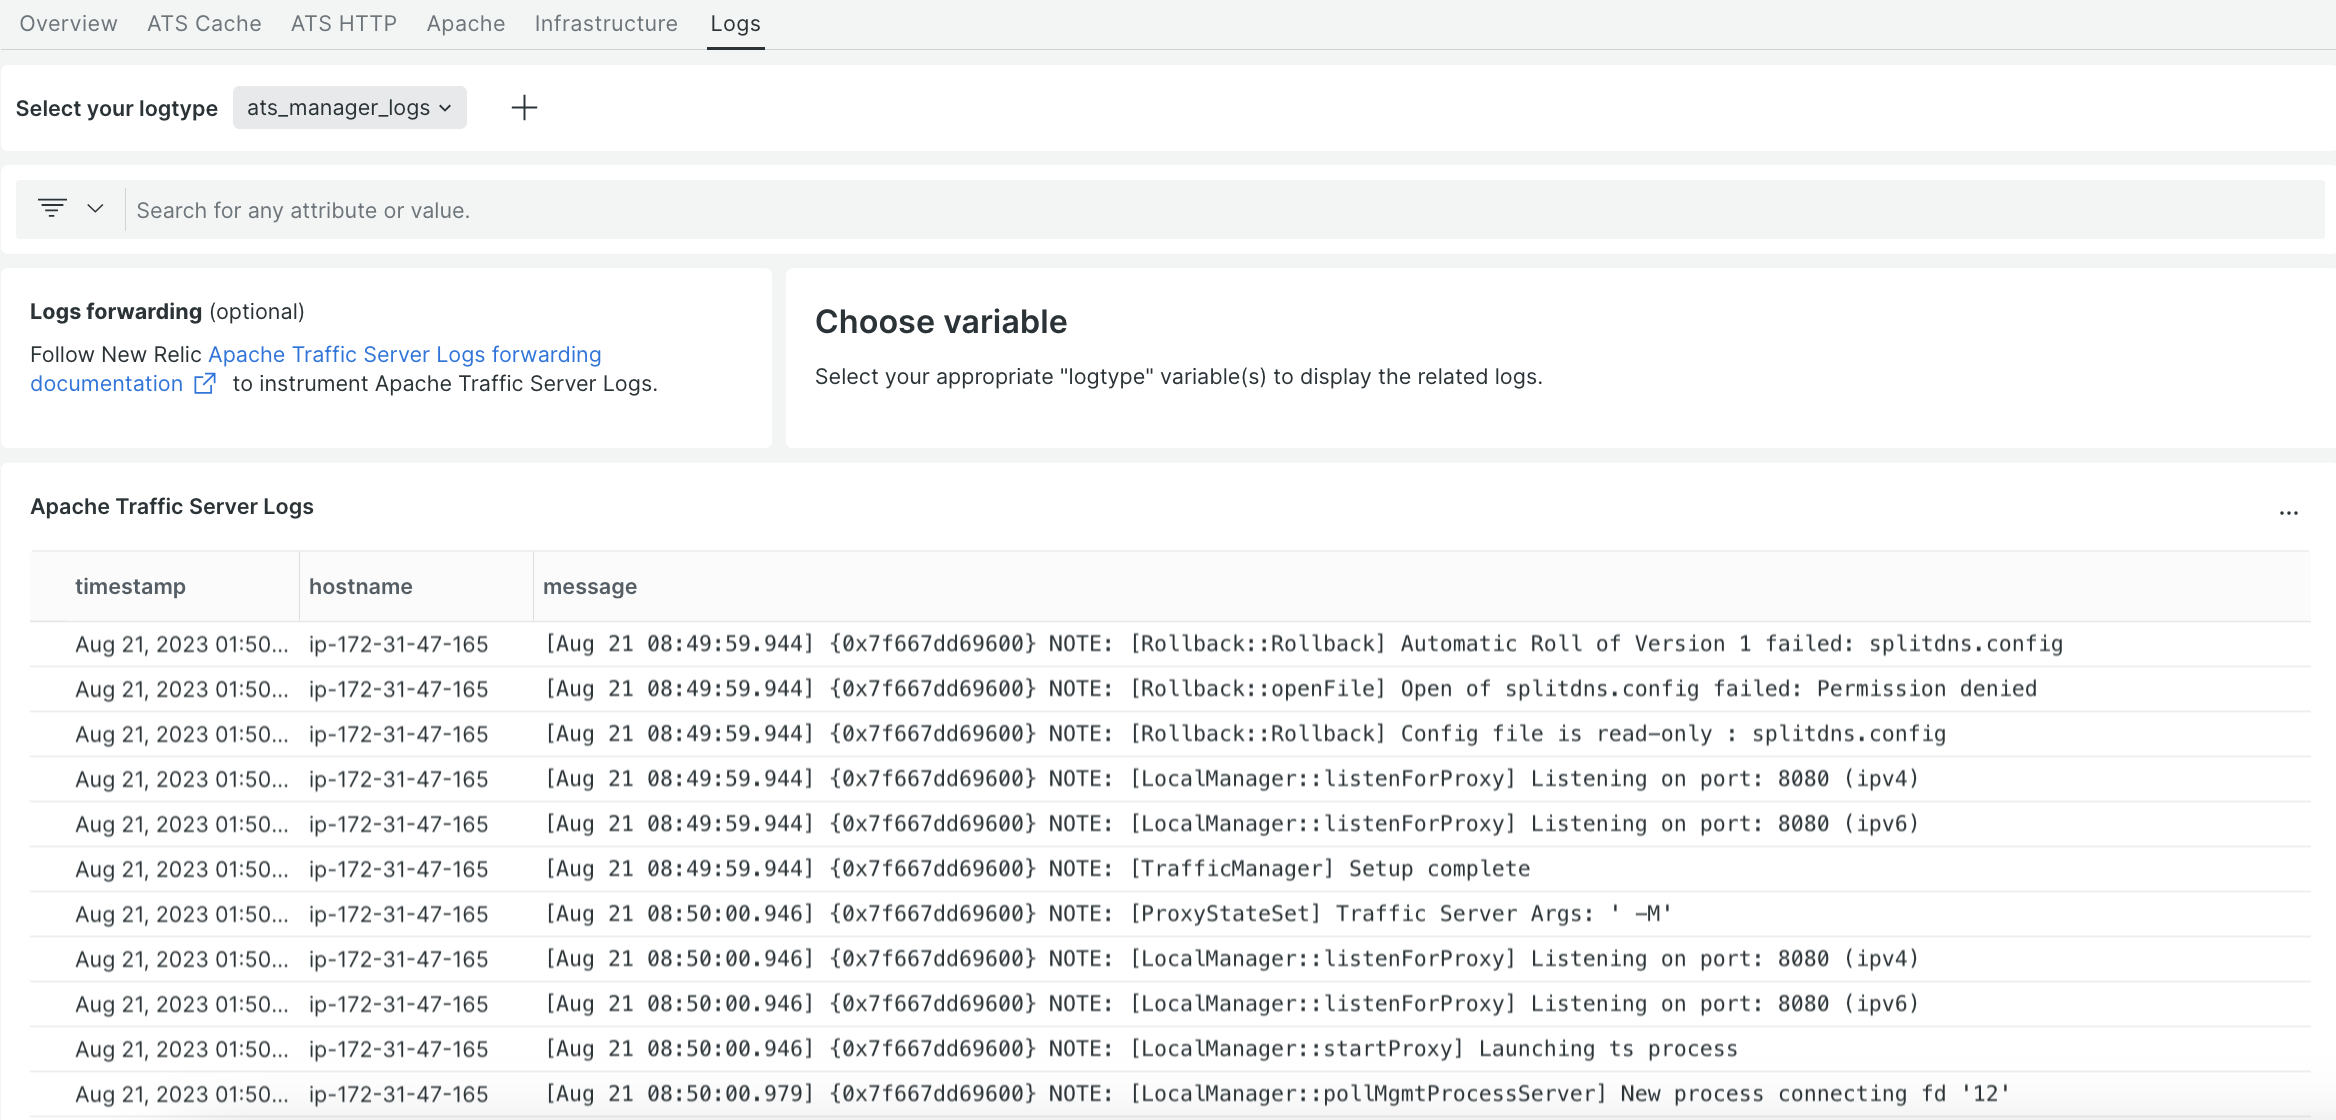 Overview ATS Cache ATS HTTP Apache Infrastructure Logs
Select your logtype ats_manager_logs
Search for any attribute or value.
Logs forwarding (optional)
Follow New Relic Apache Traffic Server Logs forwarding
documentation to instrument Apache Traffic Server Logs.
Choose variable
Select your appropriate "logtype" variable(s) to display the related logs.
Apache Traffic Server Logs
...
timestamp hostname message
Aug 21, 2023 01:50... ip-172-31-47-165 [Aug 21 08:49:59.944] {0x7f667dd69600} NOTE: [Rollback::Rollback] Automatic Roll of Version 1 failed: splitdns.config
Aug 21, 2023 01:50... ip-172-31-47-165 [Aug 21 08:49:59.944] {0x7f667dd69600} NOTE: [Rollback::openFile] Open of splitdns.config failed: Permission denied
Aug 21, 2023 01:50... ip-172-31-47-165 [Aug 21 08:49:59.944] {0x7f667dd69600} NOTE: [Rollback::Rollback] Config file is read-only : splitdns.config
Aug 21, 2023 01:50... ip-172-31-47-165 [Aug 21 08:49:59.944] {0x7f667dd69600} NOTE: [LocalManager::listenForProxy] Listening on port: 8080 (ipv4)
Aug 21, 2023 01:50... ip-172-31-47-165 [Aug 21 08:49:59.944] {0x7f667dd69600} NOTE: [LocalManager::listenForProxy] Listening on port: 8080 (ipv6)
Aug 21, 2023 01:50... ip-172-31-47-165 [Aug 21 08:49:59.944] {0x7f667dd69600} NOTE: [TrafficManager] Setup complete
Aug 21, 2023 01:50... ip-172-31-47-165 [Aug 21 08:50:00.946] {0x7f667dd69600} NOTE: [ProxyStateSet] Traffic Server Args: ' -M'
Aug 21, 2023 01:50... ip-172-31-47-165 [Aug 21 08:50:00.946] {0x7f667dd69600} NOTE: [LocalManager::listenForProxy] Listening on port: 8080 (ipv4)
Aug 21, 2023 01:50... ip-172-31-47-165 [Aug 21 08:50:00.946] {0x7f667dd69600} NOTE: [LocalManager::listenForProxy] Listening on port: 8080 (ipv6)
Aug 21, 2023 01:50... ip-172-31-47-165 [Aug 21 08:50:00.946] {0x7f667dd69600} NOTE: [LocalManager::startProxy] Launching ts process
Aug 21, 2023 01:50... ip-172-31-47-165 [Aug 21 08:50:00.979] {0x7f667dd69600} NOTE: [LocalManager::pollMgmtProcessServer] New process connecting fd '12'